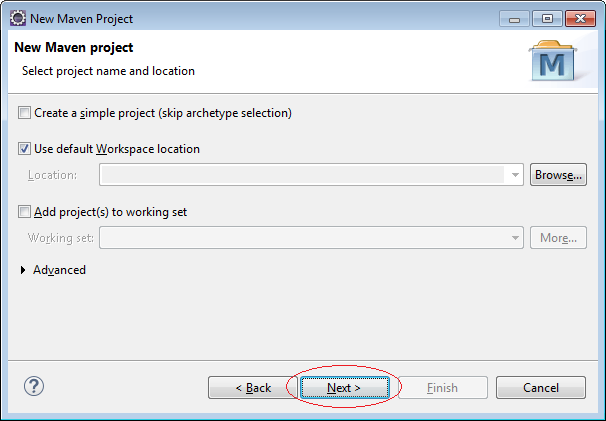 New Maven Project
New Maven project
Select project name and location
M
Create a simple project (skip archetype selection)
Use default Workspace location
Location:
Browse...
Add project(s) to working set
Working set:
More...
Advanced
?
< Back
Next >
Finish
Cancel